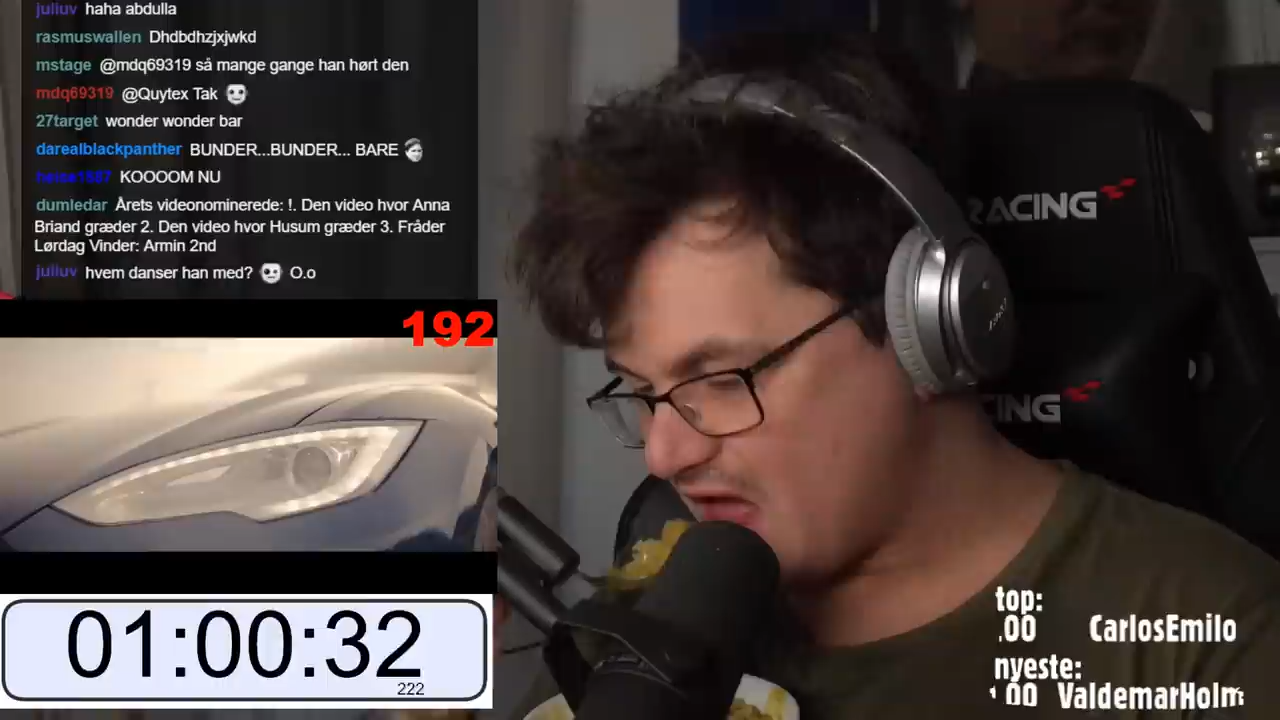 juliuv haha abdulla
rasmuswallen Dhdbdhzjxjwkd
mstage @mdq69319 så mange gange han hørt den
mdq69319 @Quytex Tak
27target wonder wonder bar
darealblackpanther BUNDER...BUNDER... BARE
KOOOOM NU
dumledar Årets videonominerede: !. Den video hvor Anna
Briand græder 2. Den video hvor Husum græder 3. Fråder
Lørdag Vinder: Armin 2nd
juliuv hvem danser han med? O.o
192
01:00:32
222
RACING
CING
top:
.00 CarlosEmilo
nyeste:
00 ValdemarHolm